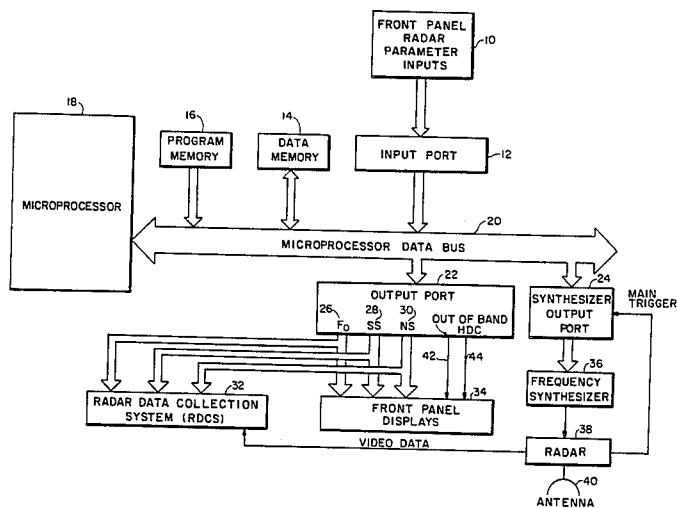 FRONT PANEL
RADAR
PARAMETER
INPUTS
10
18
16
14
PROGRAM
MEMORY
DATA
MEMORY
INPUT PORT
12
MICROPROCESSOR
20
MICROPROCESSOR DATA BUS
22
24
OUTPUT PORT
26
28
30
FO
SS
NS
OUT OF BAND
HDC
SYNTHESIZER
OUTPUT
PORT
MAIN
TRIGGER
42
44
36
32
34
RADAR DATA COLLECTION
SYSTEM (RDCS)
FRONT PANEL
DISPLAYS
FREQUENCY
SYNTHESIZER
38
VIDEO DATA
RADAR
40
ANTENNA